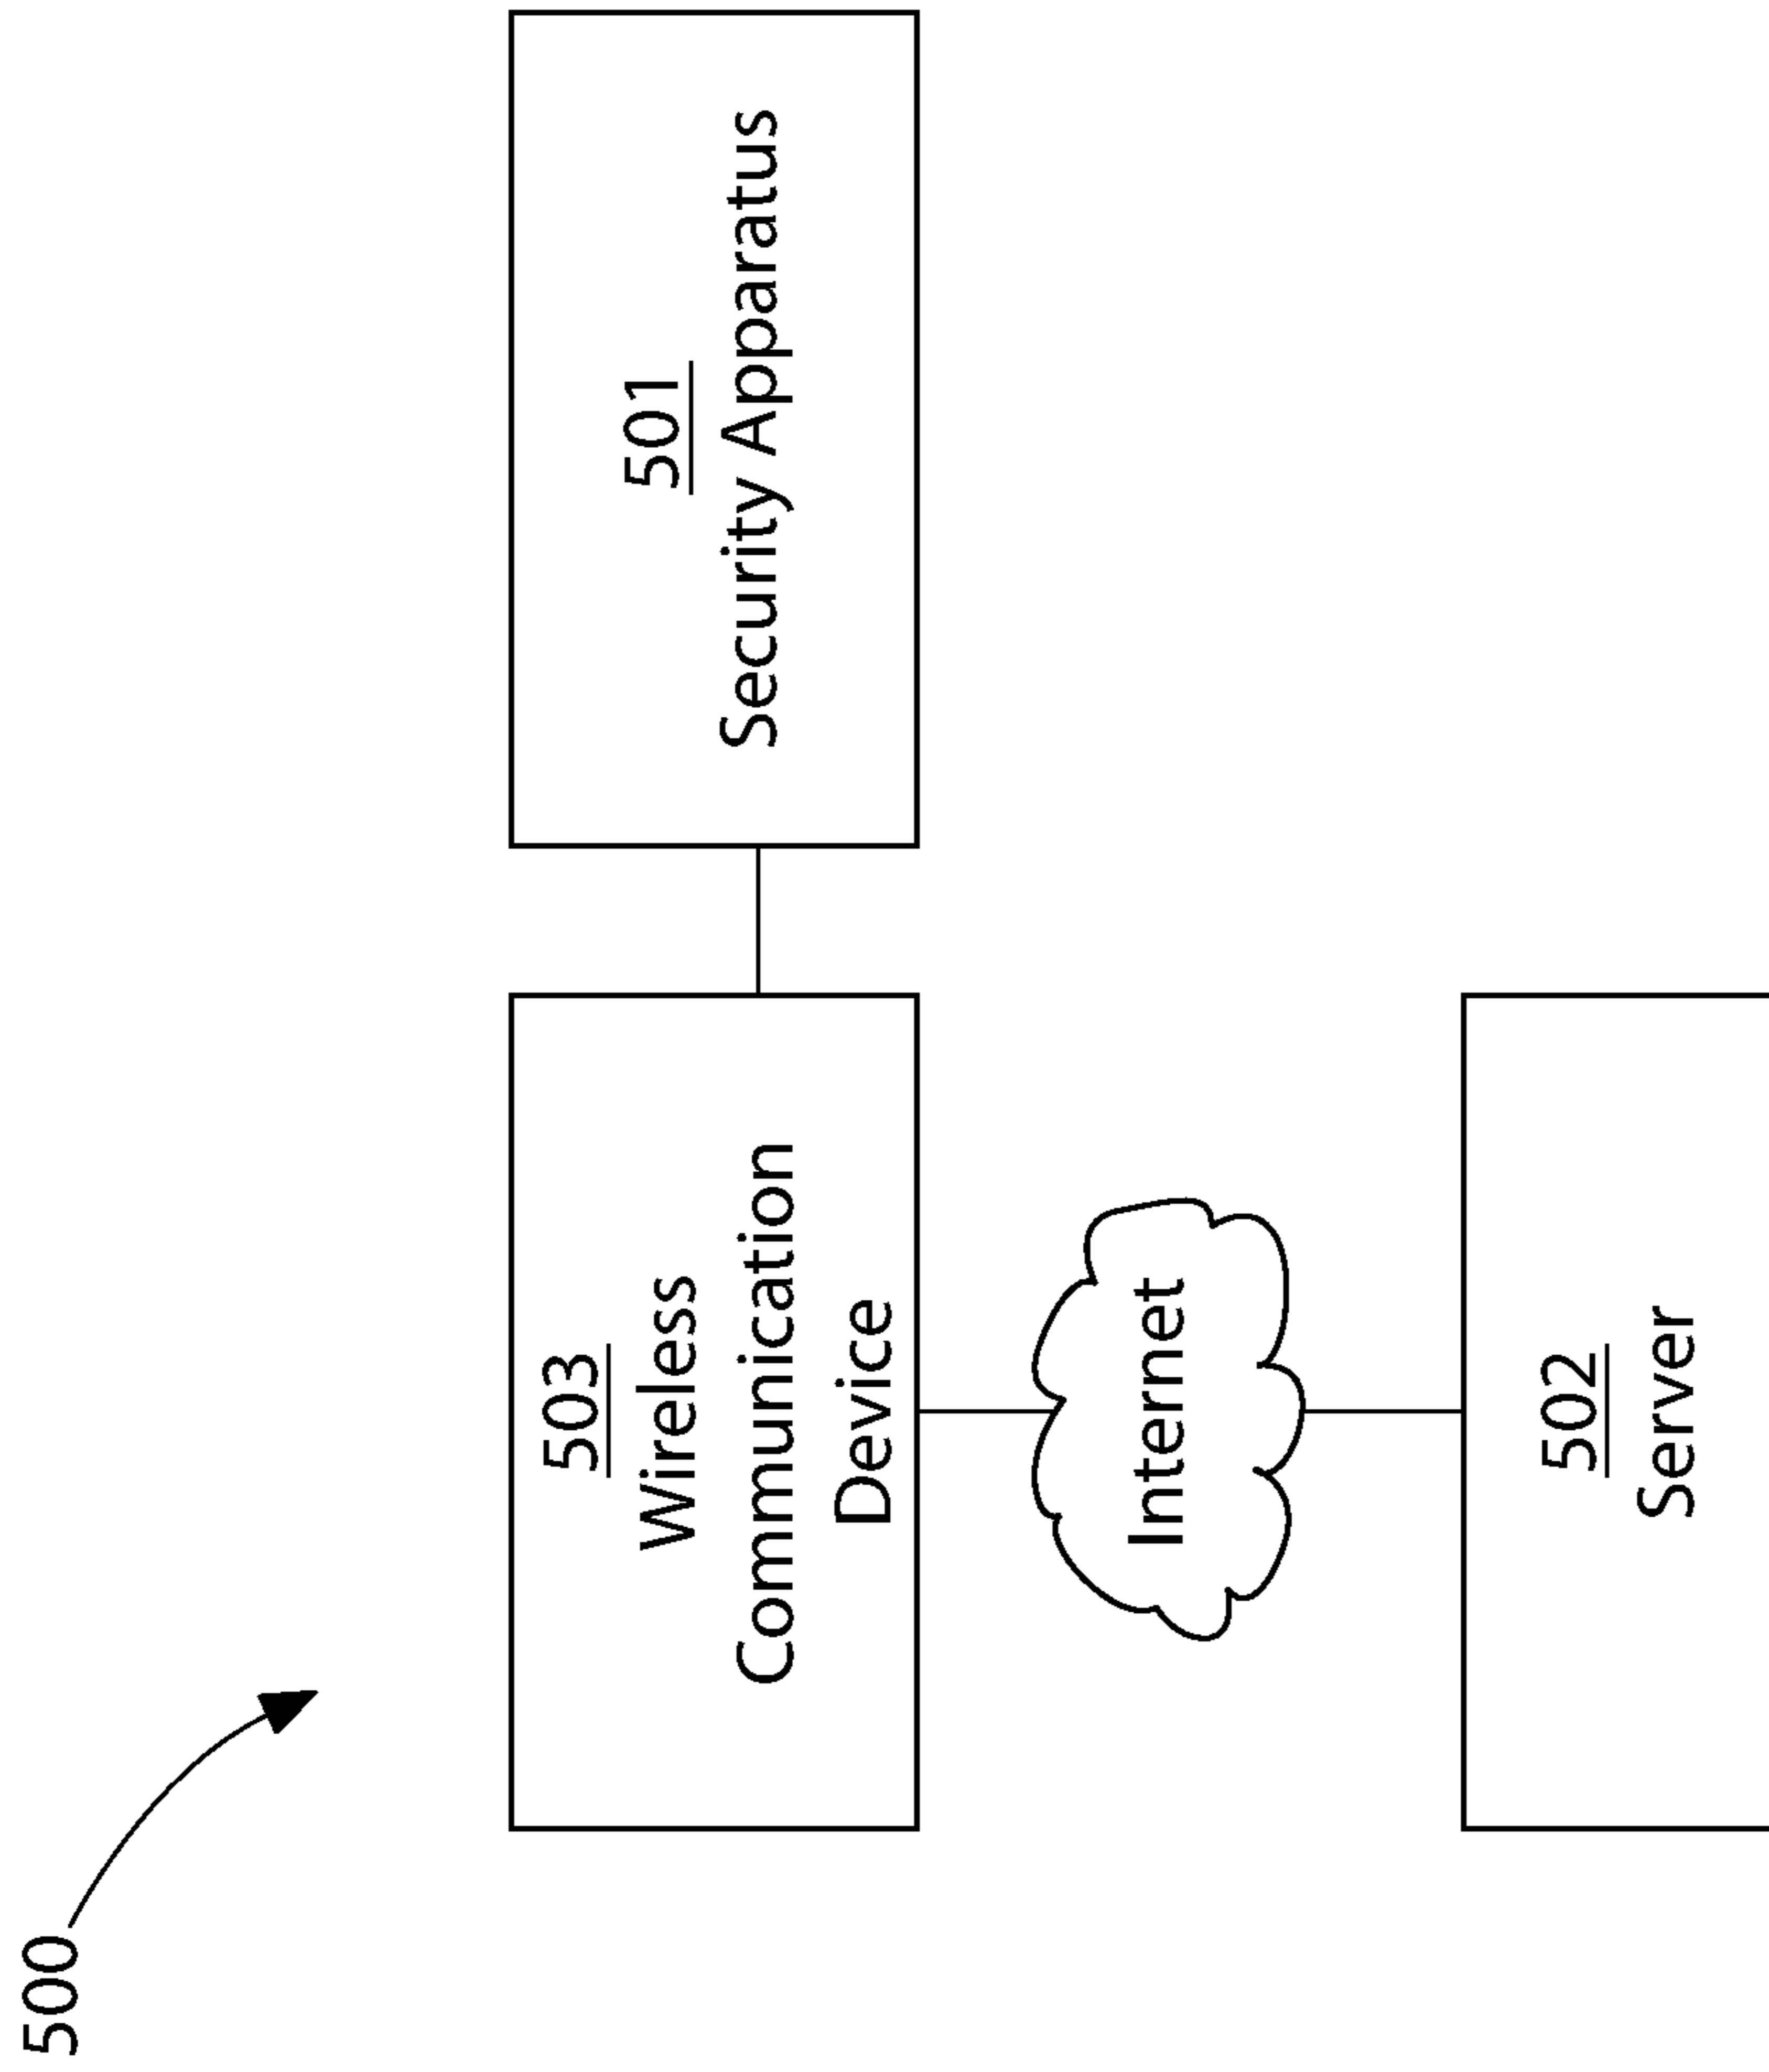 500
503
Wireless
Communication
Device
501
Security Apparatus
Internet
502
Server